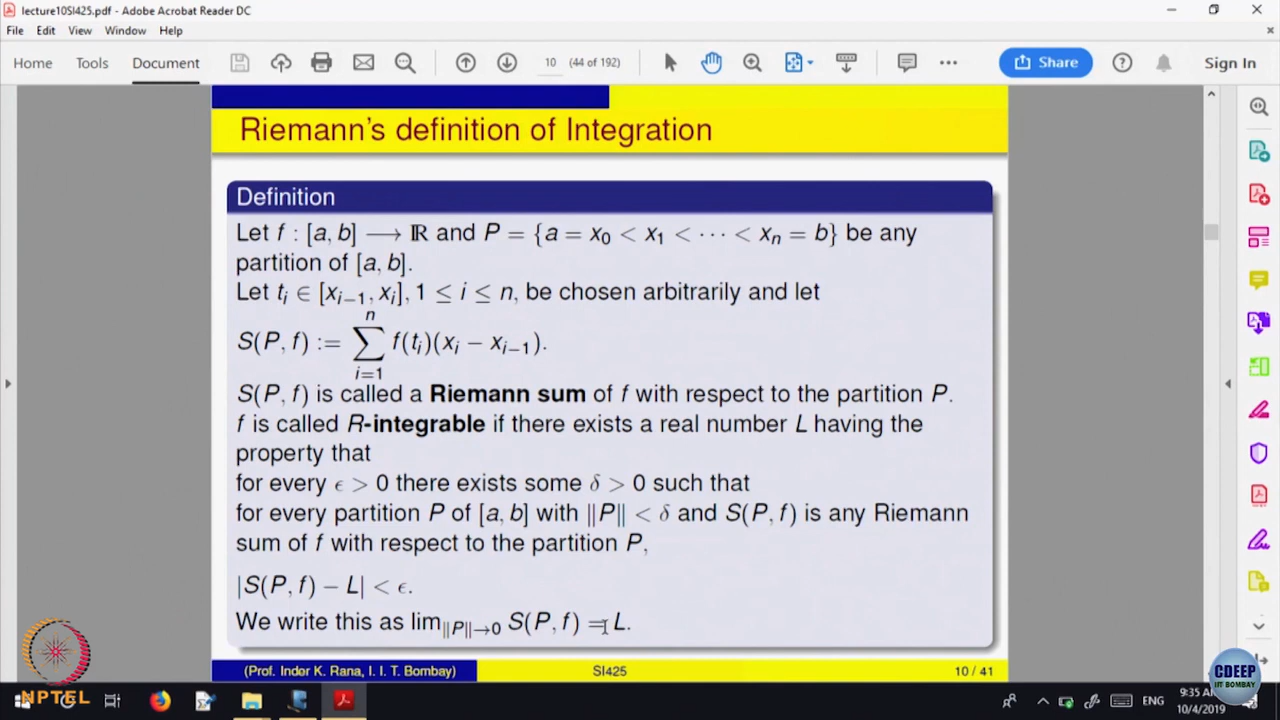 lecture10SI425.pdf - Adobe Acrobat Reader DC
File Edit View Window Help
Home Tools Document 10 (44 of 192) Share Sign In
Riemann's definition of Integration
Definition
Let f : [a, b] ⟶ ℝ and P = {a = x₀ < x₁ < ··· < xₙ = b} be any
partition of [a, b].
Let tᵢ ∈ [xᵢ₋₁, xᵢ], 1 ≤ i ≤ n, be chosen arbitrarily and let
S(P, f) := ∑ᵢ₌₁ⁿ f(tᵢ)(xᵢ − xᵢ₋₁).
S(P, f) is called a Riemann sum of f with respect to the partition P.
f is called R-integrable if there exists a real number L having the
property that
for every ϵ > 0 there exists some δ > 0 such that
for every partition P of [a, b] with ‖P‖ < δ and S(P, f) is any Riemann
sum of f with respect to the partition P,
|S(P, f) − L| < ϵ.
We write this as lim‖P‖→0 S(P, f) = L.
(Prof. Inder K. Rana, I. I. T. Bombay) SI425 10 / 41
NPTEL
CDEEP
IIT BOMBAY
ENG
9:35 A
10/4/2019